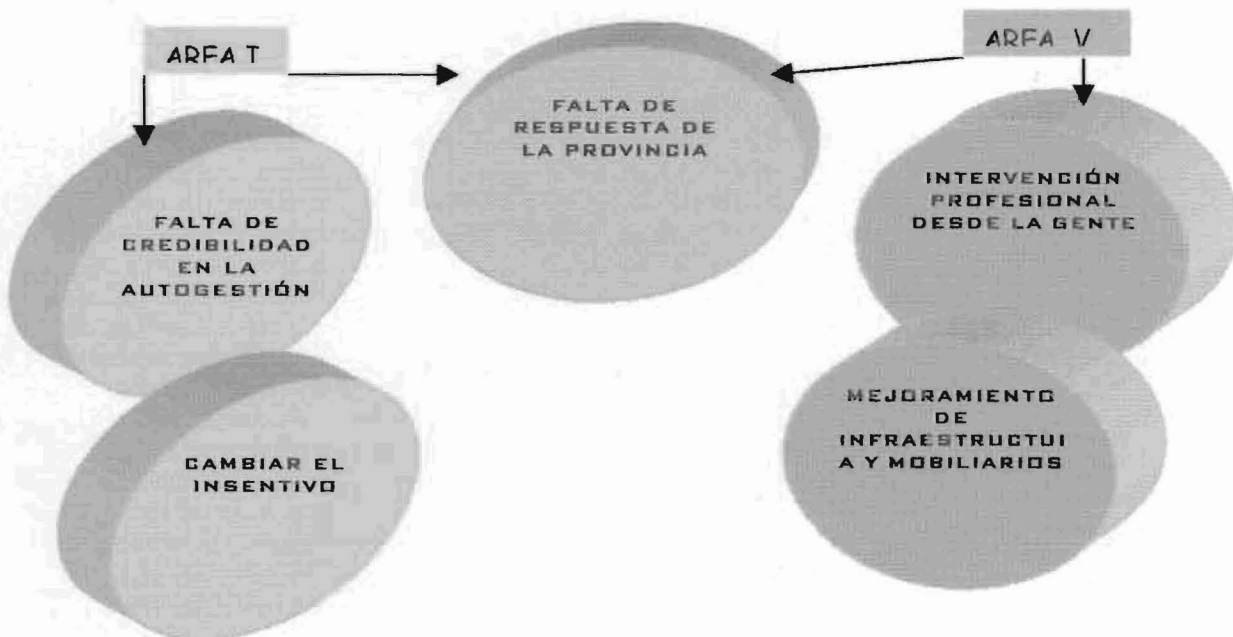 AREA T
AREA V
FALTA DE
RESPUESTA DE
LA PROVINCIA
FALTA DE
CREDIBILIDAD
EN LA
AUTOGESTIÓN
INTERVENCIÓN
PROFESIONAL
DESDE LA GENTE
CAMBIAR EL
INSENTIVO
MEJORAMIENTO
DE
INFRAESTRUCTUI
A Y MOBILIARIOS